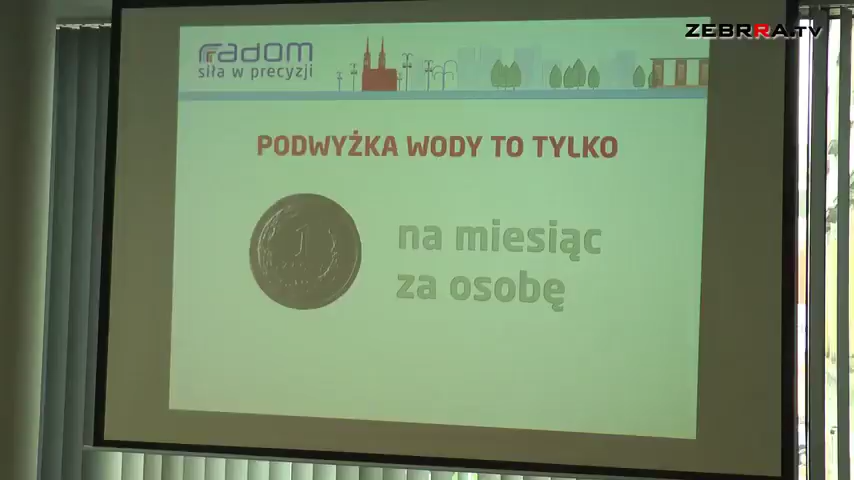 ZEBRRA.TV
radom
siła w precyzji
PODWYŻKA WODY TO TYLKO
1
na miesiąc
za osobę